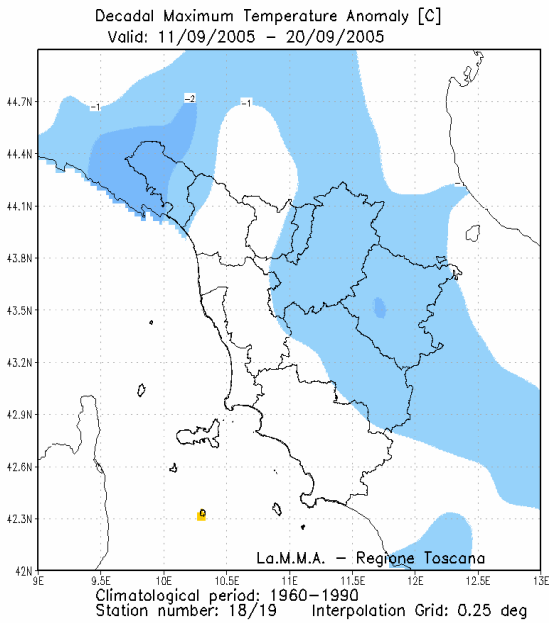 Decadal Maximum Temperature Anomaly [C]
Valid: 11/09/2005 – 20/09/2005
44.7N
44.4N
44.1N
43.8N
43.5N
43.2N
42.9N
42.6N
42.3N
42N
-1
-2
-1
-1
La.M.M.A. – Regione Toscana
9E 9.5E 10E 10.5E 11E 11.5E 12E 12.5E 13E
Climatological period: 1960–1990
Station number: 18/19 Interpolation Grid: 0.25 deg